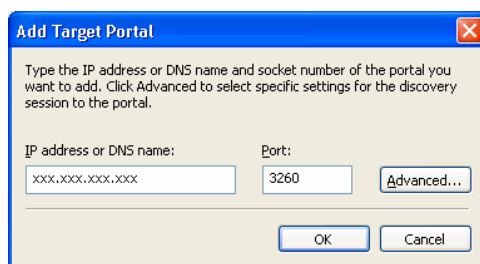 Add Target Portal
Type the IP address or DNS name and socket number of the portal you
want to add. Click Advanced to select specific settings for the discovery
session to the portal.
IP address or DNS name: Port:
xxx.xxx.xxx.xxx 3260 Advanced...
OK Cancel